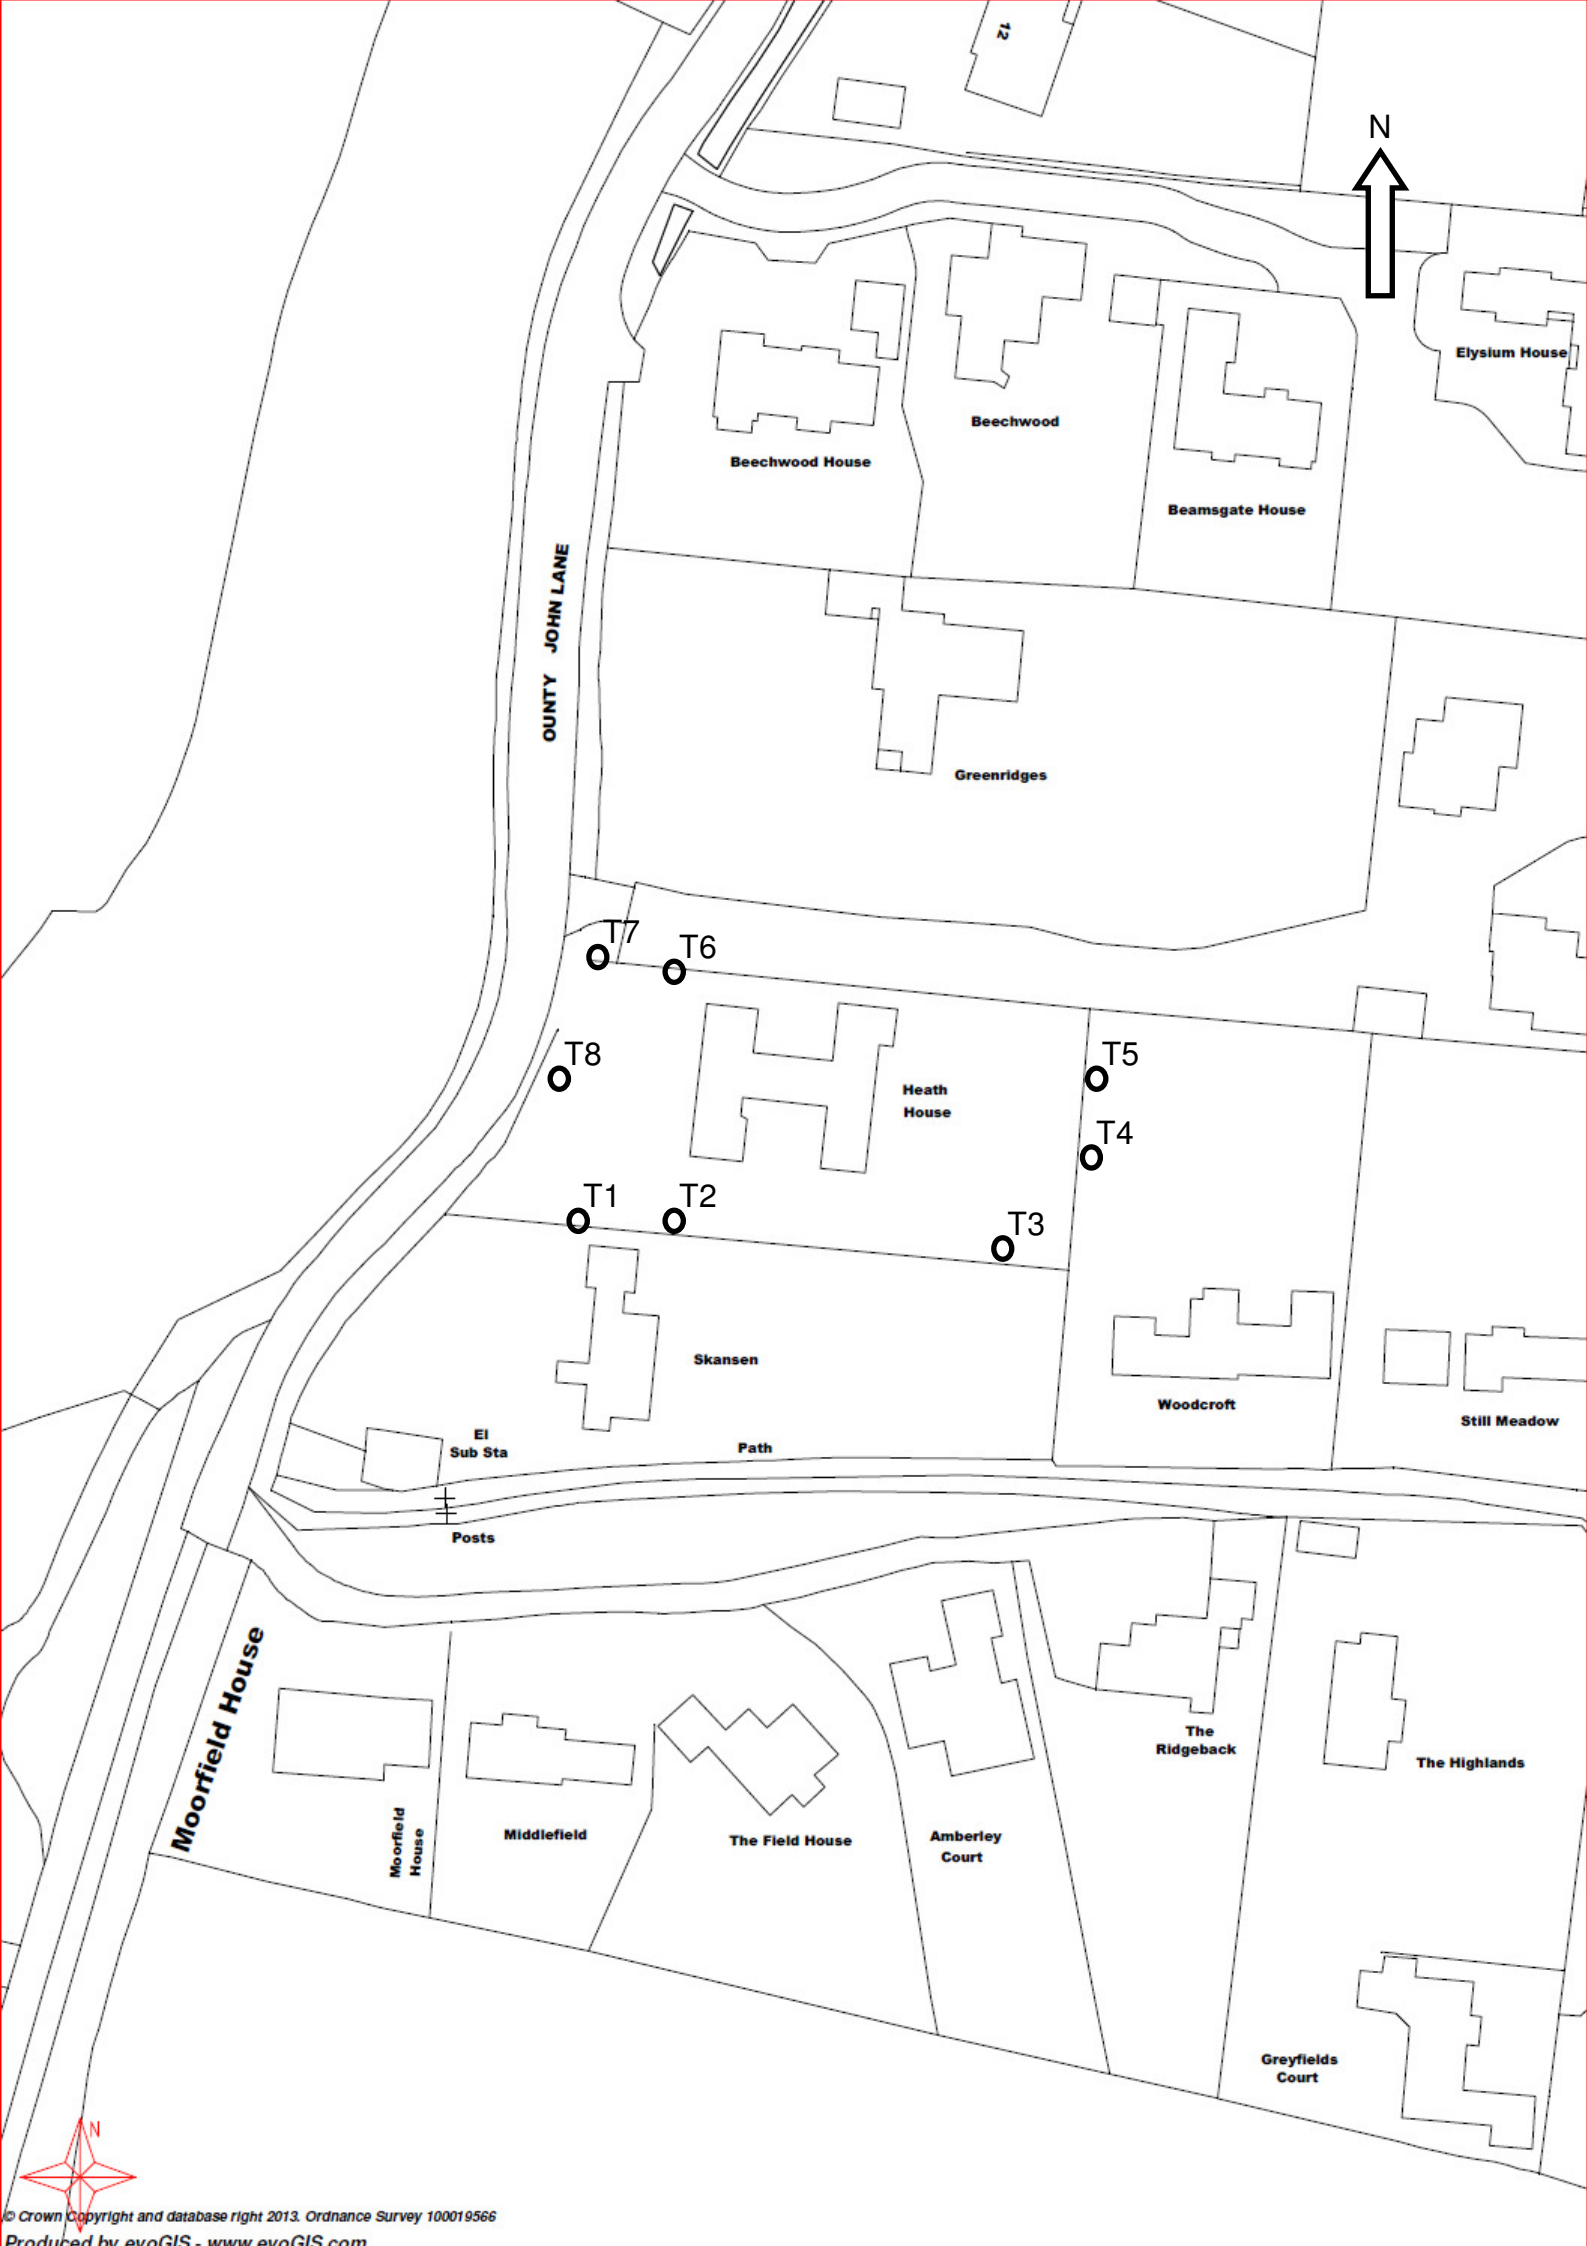 12
N
Elysium House
Beechwood
Beechwood House
Beamsgate House
OUNTY JOHN LANE
Greenridges
T7
T6
T8
T5
Heath
House
T4
T1
T2
T3
Skansen
Woodcroft
Still Meadow
El
Sub Sta
Path
Posts
Moorfield House
The
Ridgeback
The Highlands
Moorfield
House
Middlefield
The Field House
Amberley
Court
Greyfields
Court
N
© Crown Copyright and database right 2013. Ordnance Survey 100019566
Produced by evoGIS - www.evoGIS.com